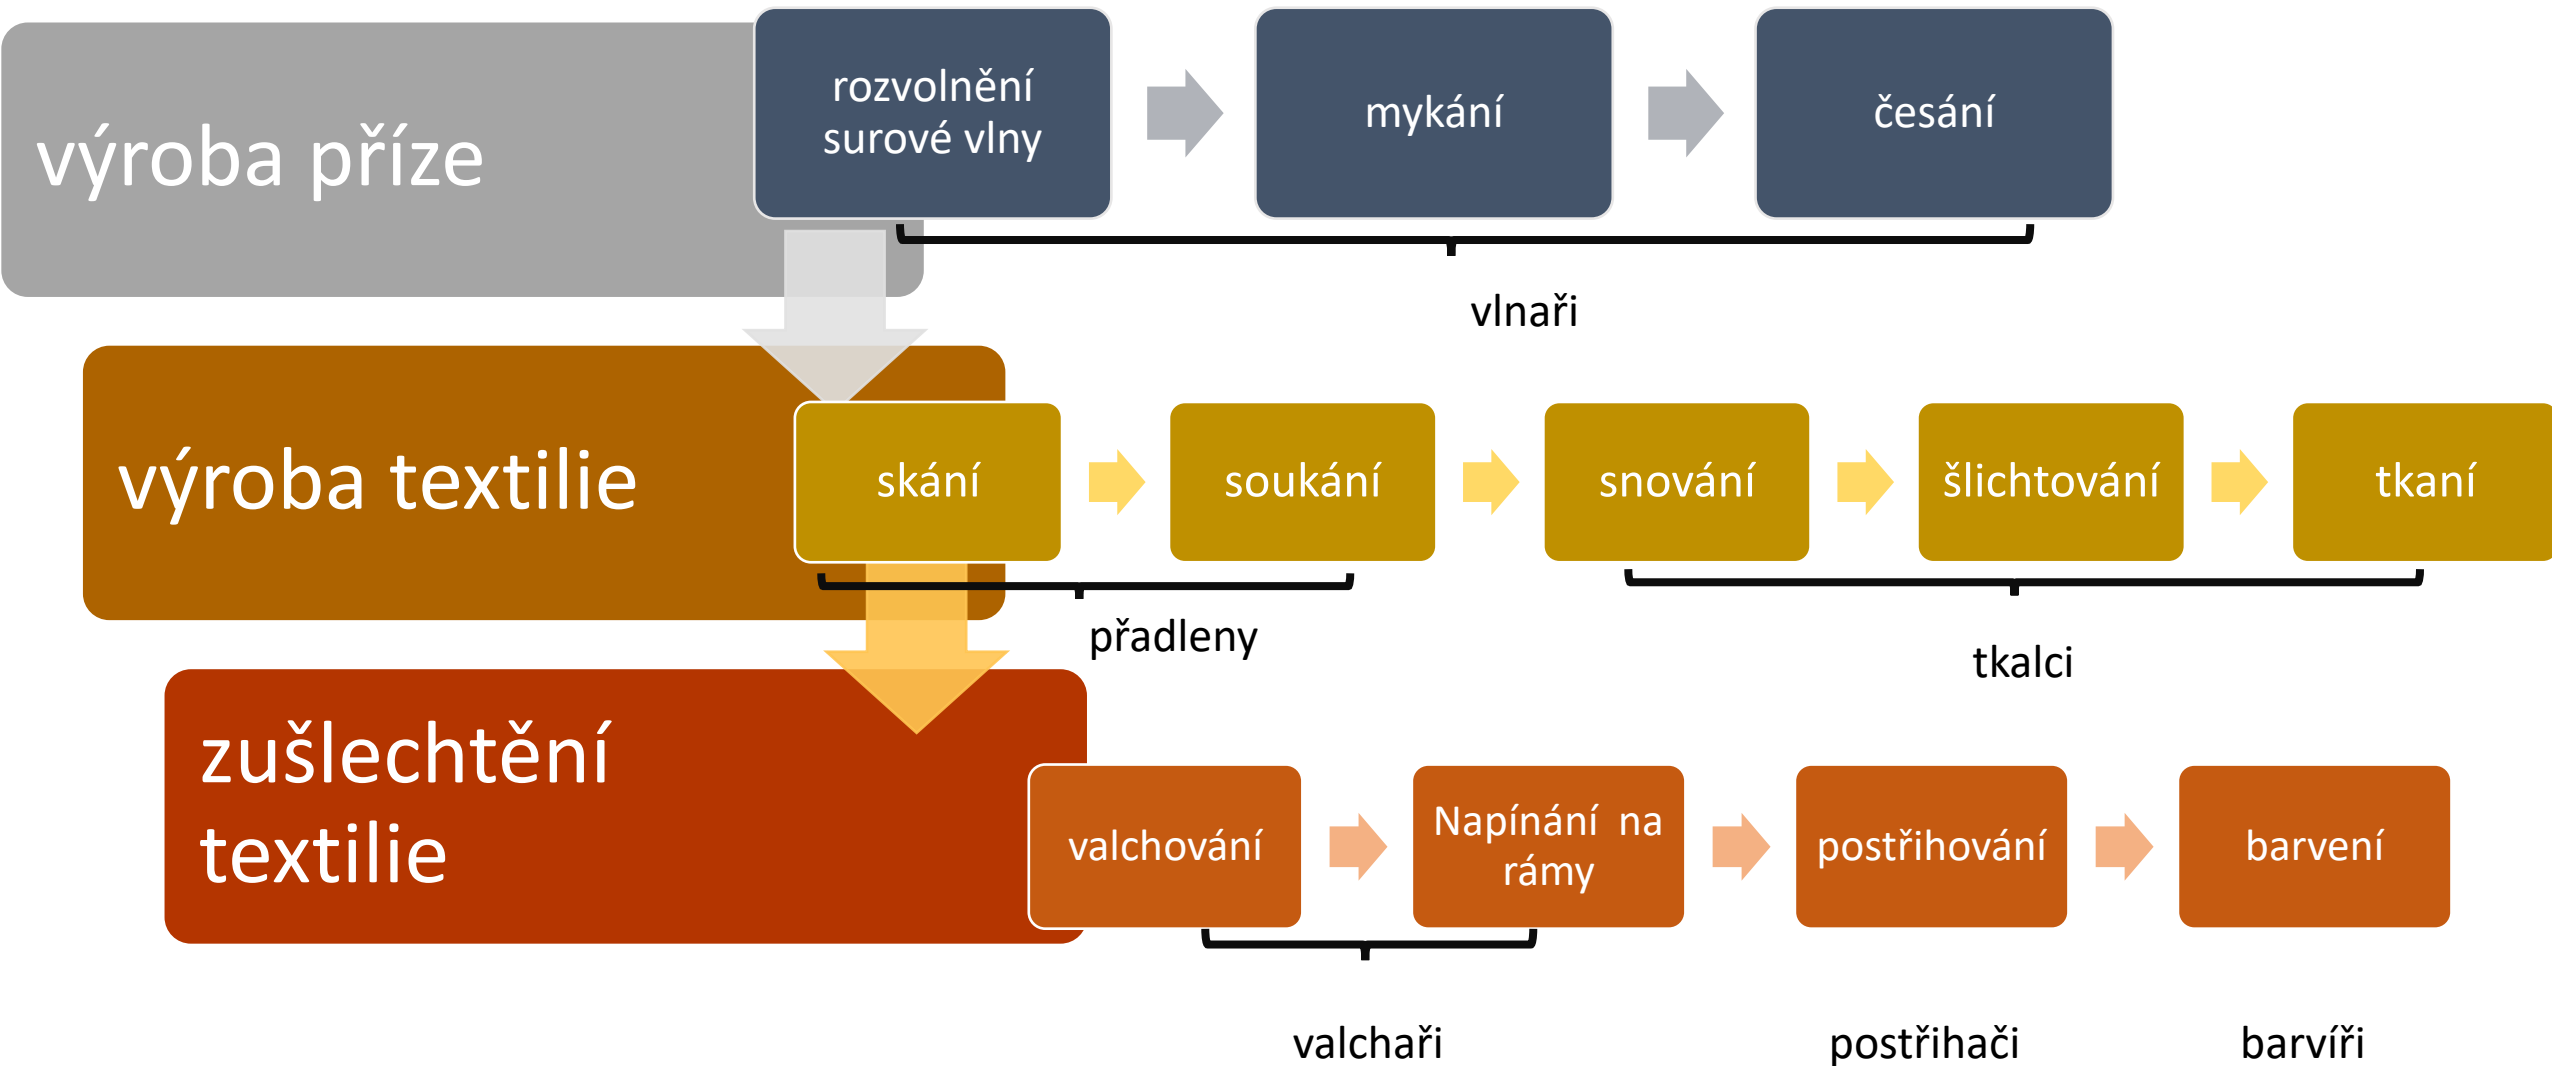 výroba příze
rozvolnění
surové vlny
mykání
česání
vlnaři
výroba textilie
skání
soukání
snování
šlichtování
tkaní
přadleny
tkalci
zušlechtění
textilie
valchování
Napínání na
rámy
postřihování
barvení
valchaři
postřihači
barvíři